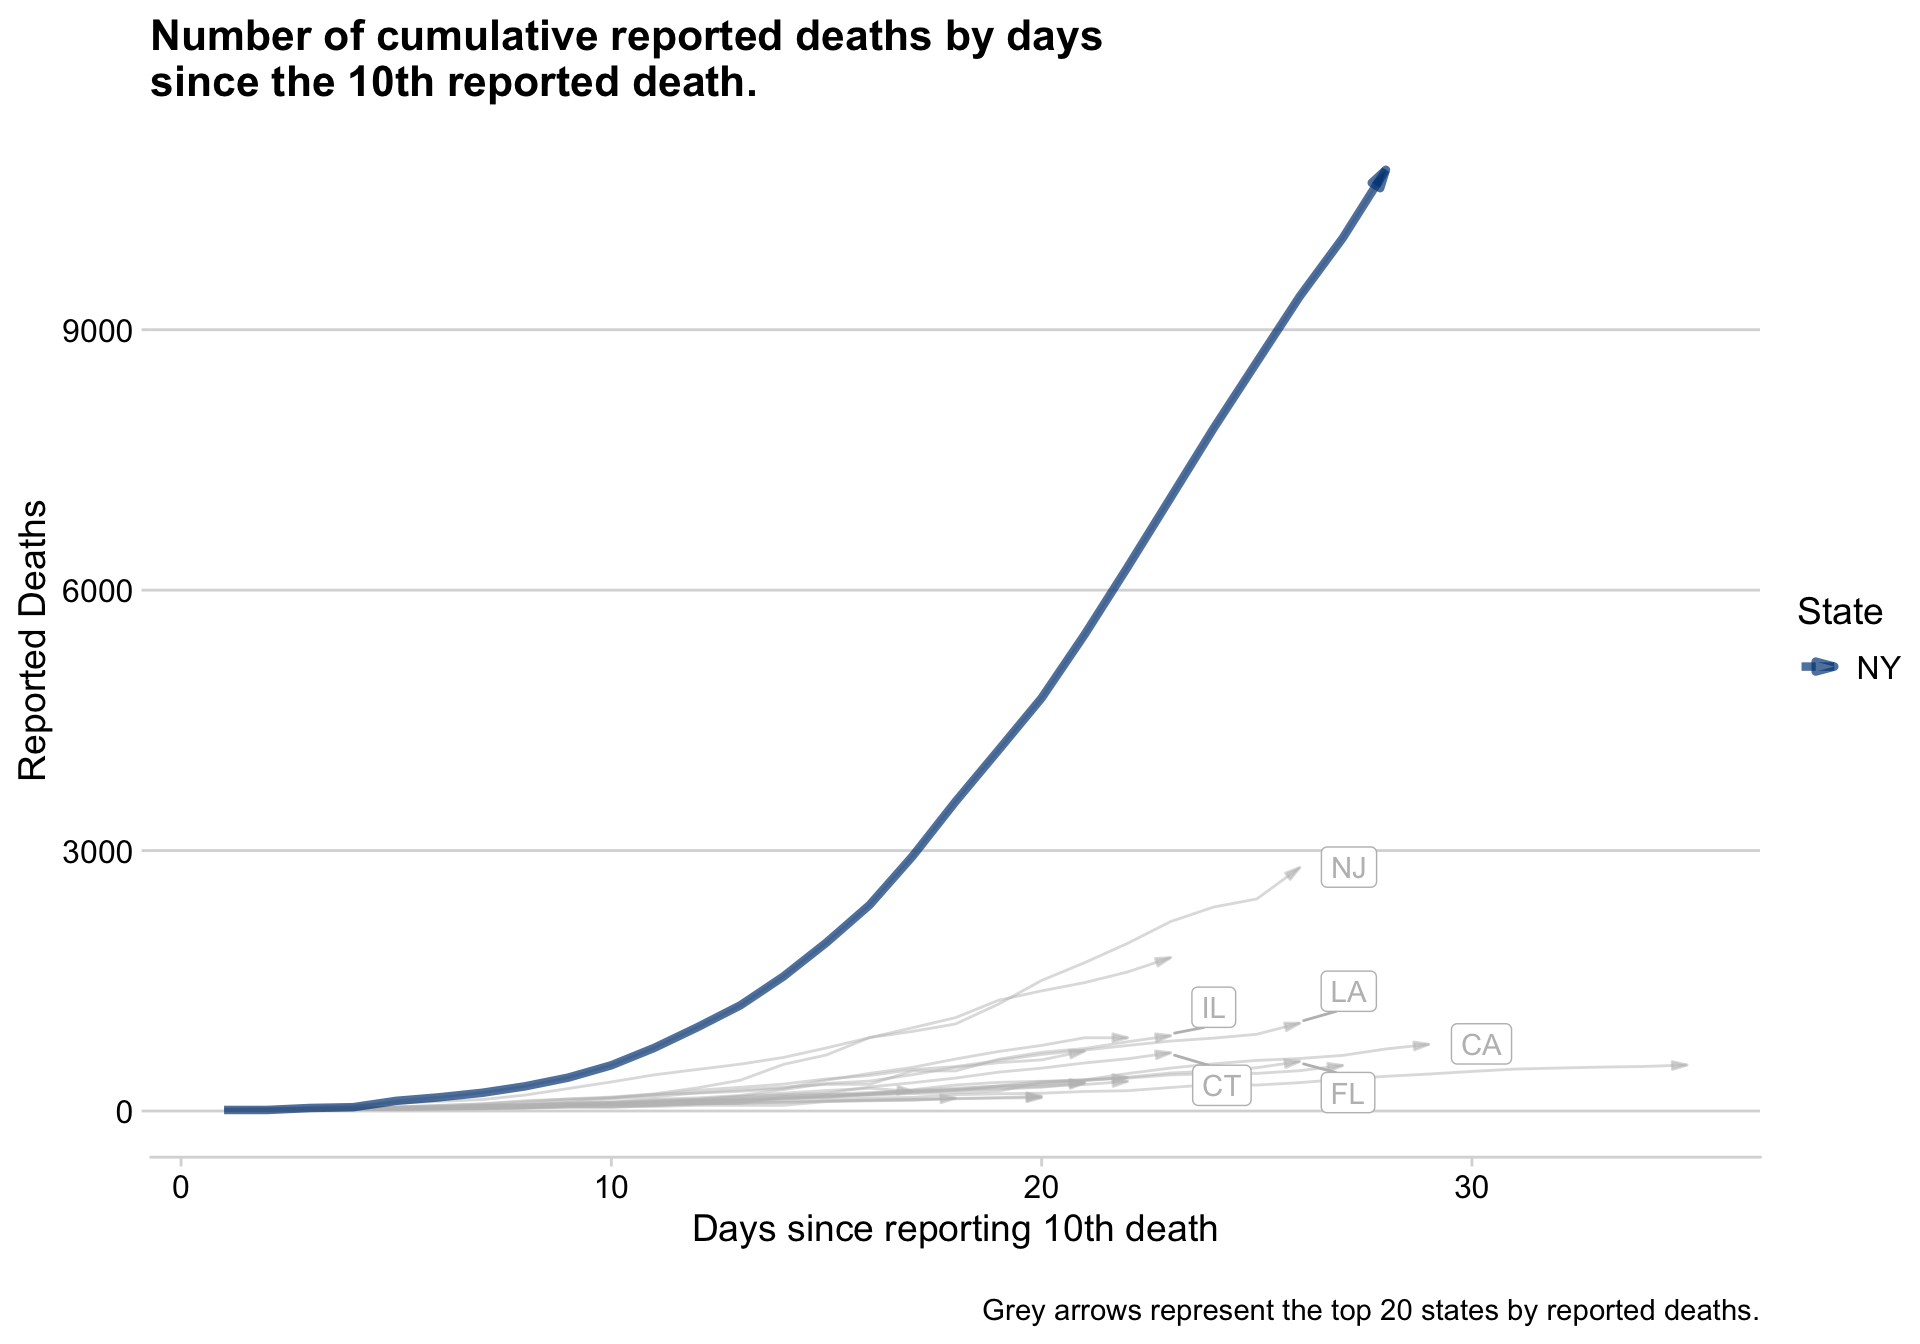 Number of cumulative reported deaths by days
since the 10th reported death.
Reported Deaths
9000
6000
3000
0
NJ
LA
IL
CA
CT
FL
State
NY
0 10 20 30
Days since reporting 10th death
Grey arrows represent the top 20 states by reported deaths.